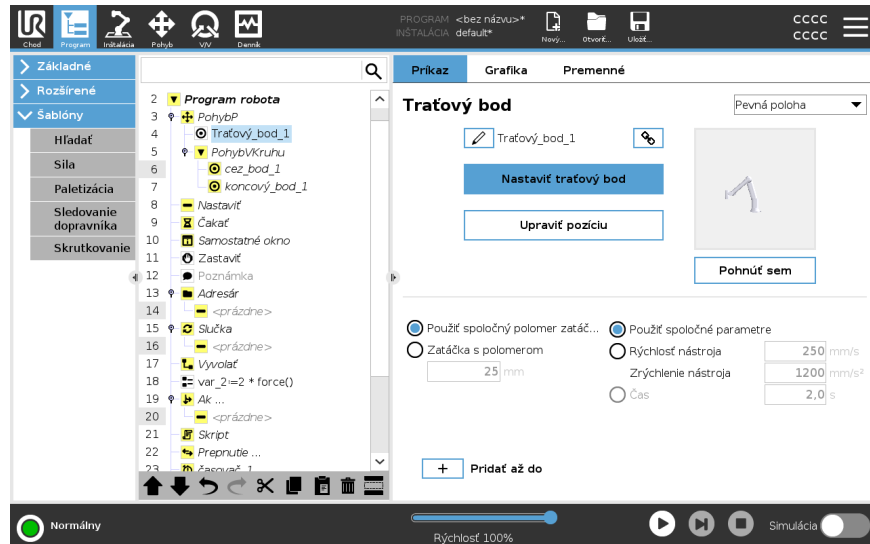 UR
Chod
Program
Inštalácia
Pohyb
V/V
Denník
PROGRAM <bez názvu>*
INŠTALÁCIA default*
Nový...
Otvoriť...
Uložiť...
cccc
cccc
Základné
Rozšírené
Šablóny
Hľadať
Sila
Paletizácia
Sledovanie
dopravníka
Skrutkovanie
2 Program robota
3 PohybP
4 Traťový_bod_1
5 PohybVKruhu
6 cez_bod_1
7 koncový_bod_1
8 Nastaviť
9 Čakať
10 Samostatné okno
11 Zastaviť
12 Poznámka
13 Adresár
14 <prázdne>
15 Slučka
16 <prázdne>
17 Vyvolať
18 var_2:=2 * force()
19 Ak ...
20 <prázdne>
21 Skript
22 Prepnutie ...
23 časovač_1
Príkaz
Grafika
Premenné
Traťový bod
Pevná poloha
Traťový_bod_1
Nastaviť traťový bod
Upraviť pozíciu
Pohnúť sem
Použiť spoločný polomer zatáč...
Zatáčka s polomerom
25 mm
Použiť spoločné parametre
Rýchlosť nástroja 250 mm/s
Zrýchlenie nástroja 1200 mm/s²
Čas 2,0 s
+ Pridať až do
Normálny
Rýchlosť 100%
Simulácia